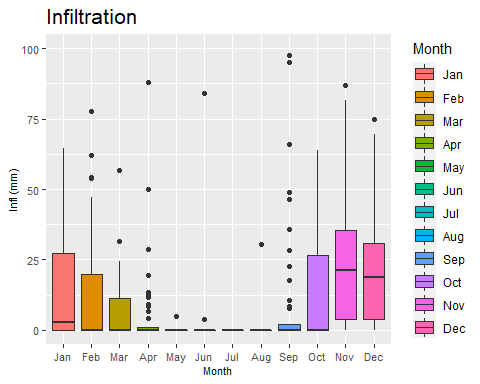 Infiltration
100
75
50
25
0
Infl (mm)
Jan Feb Mar Apr May Jun Jul Aug Sep Oct Nov Dec
Month
Month
Jan
Feb
Mar
Apr
May
Jun
Jul
Aug
Sep
Oct
Nov
Dec